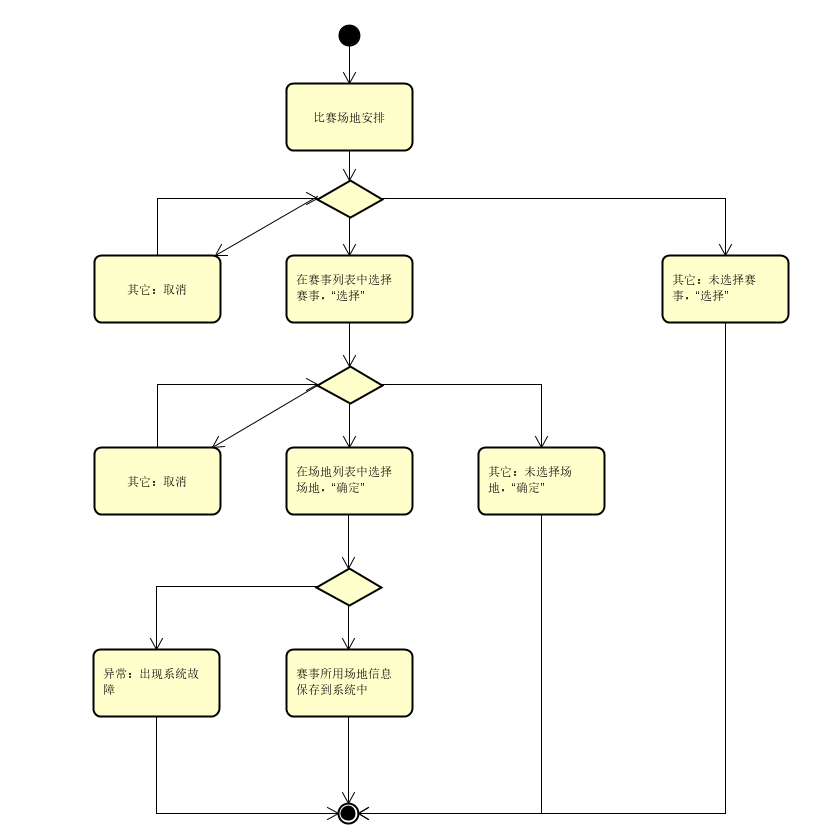 比赛场地安排
其它：取消
在赛事列表中选择
赛事，“选择”
其它：未选择赛
事，“选择”
其它：取消
在场地列表中选择
场地，“确定”
其它：未选择场
地，“确定”
异常：出现系统故
障
赛事所用场地信息
保存到系统中